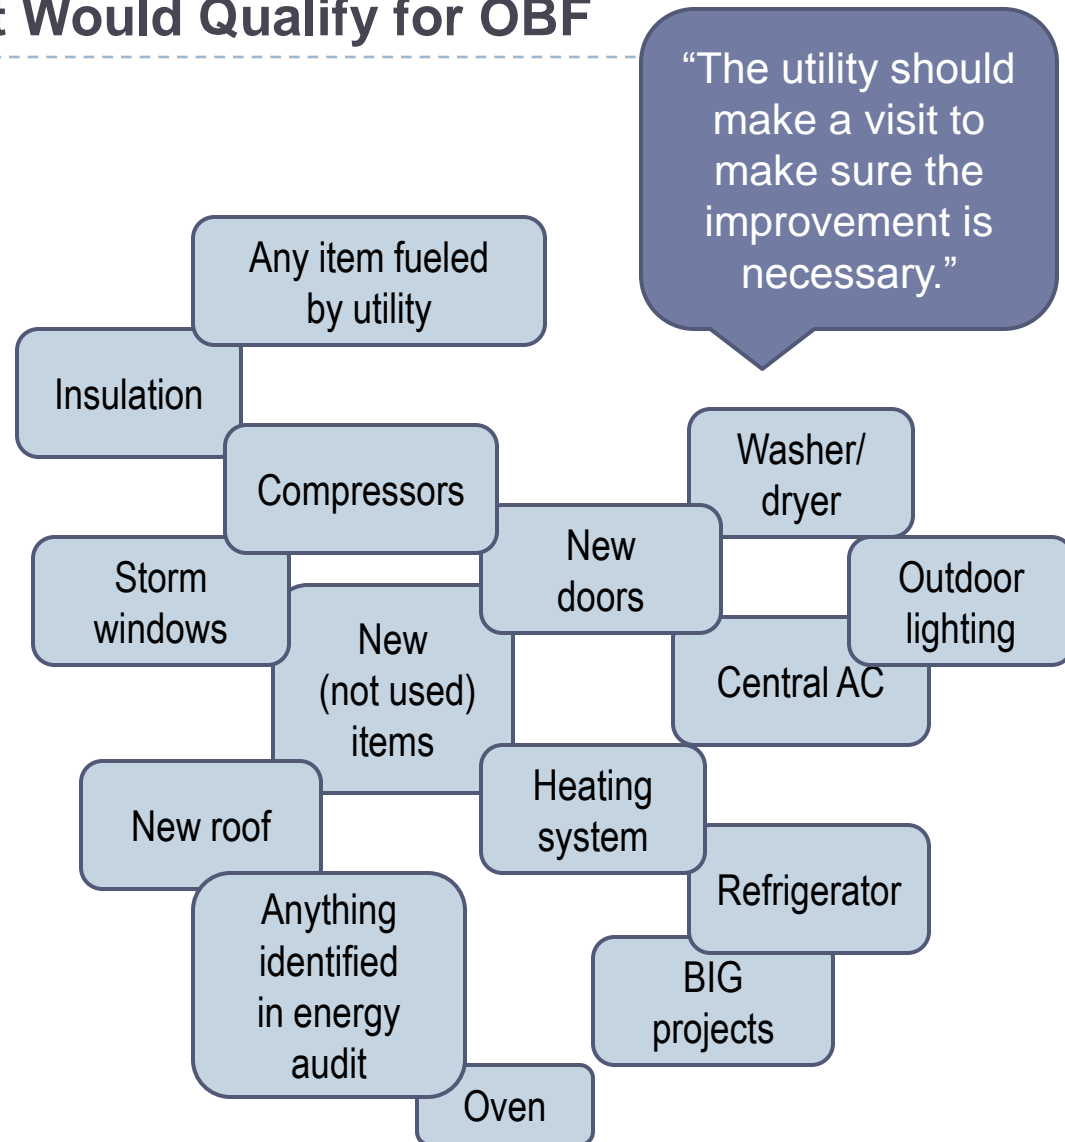 t Would Qualify for OBF
“The utility should
make a visit to
make sure the
improvement is
necessary.”
Any item fueled
by utility
Insulation
Compressors
Washer/
dryer
New
doors
Storm
windows
Outdoor
lighting
New
(not used)
items
Central AC
Heating
system
New roof
Refrigerator
Anything
identified
in energy
audit
BIG
projects
Oven